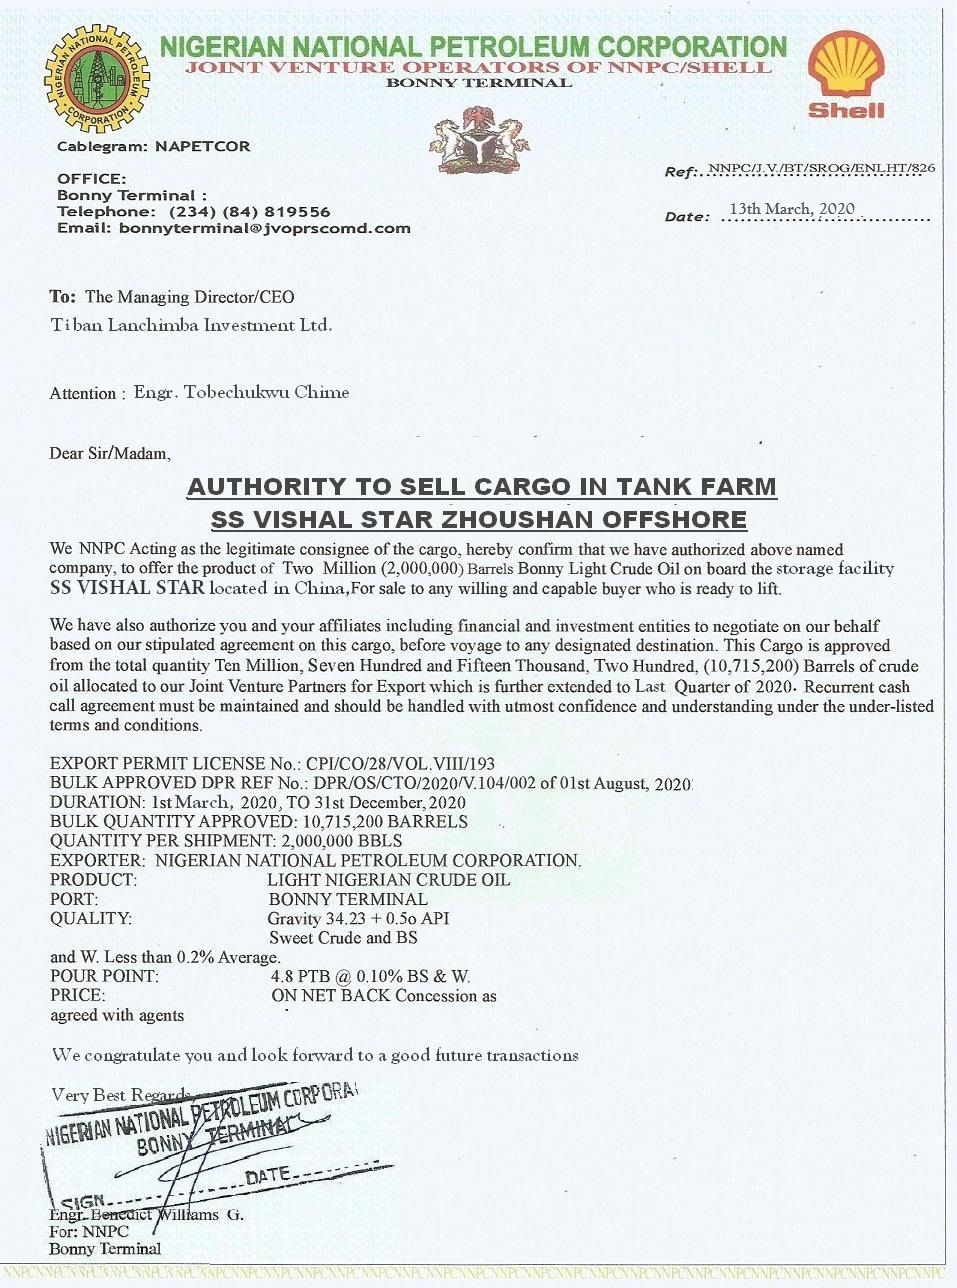 NIGERIAN NATIONAL PETROLEUM CORPORATION
NIGERIAN NATIONAL PETROLEUM CORPORATION
JOINT VENTURE OPERATORS OF NNPC/SHELL
BONNY TERMINAL
Shell
Cablegram: NAPETCOR
OFFICE:
Bonny Terminal :
Telephone: (234) (84) 819556
Email: bonnyterminal@jvoprscomd.com
Ref:. NNPC/J.V./BT/SROG/ENLHT/826
Date: 13th March, 2020
To: The Managing Director/CEO
Tiban Lanchimba Investment Ltd.
Attention : Engr. Tobechukwu Chime
Dear Sir/Madam,
AUTHORITY TO SELL CARGO IN TANK FARM
SS VISHAL STAR ZHOUSHAN OFFSHORE
We NNPC Acting as the legitimate consignee of the cargo, hereby confirm that we have authorized above named
company, to offer the product of Two Million (2,000,000) Barrels Bonny Light Crude Oil on board the storage facility
SS VISHAL STAR located in China,For sale to any willing and capable buyer who is ready to lift.
We have also authorize you and your affiliates including financial and investment entities to negotiate on our behalf
based on our stipulated agreement on this cargo, before voyage to any designated destination. This Cargo is approved
from the total quantity Ten Million, Seven Hundred and Fifteen Thousand, Two Hundred, (10,715,200) Barrels of crude
oil allocated to our Joint Venture Partners for Export which is further extended to Last Quarter of 2020. Recurrent cash
call agreement must be maintained and should be handled with utmost confidence and understanding under the under-listed
terms and conditions.
EXPORT PERMIT LICENSE No.: CPI/CO/28/VOL.VIII/193
BULK APPROVED DPR REF No.: DPR/OS/CTO/2020/V.104/002 of 01st August, 2020
DURATION: 1st March, 2020, TO 31st December,2020
BULK QUANTITY APPROVED: 10,715,200 BARRELS
QUANTITY PER SHIPMENT: 2,000,000 BBLS
EXPORTER: NIGERIAN NATIONAL PETROLEUM CORPORATION.
PRODUCT: LIGHT NIGERIAN CRUDE OIL
PORT: BONNY TERMINAL
QUALITY: Gravity 34.23 + 0.5o API
Sweet Crude and BS
and W. Less than 0.2% Average.
POUR POINT: 4.8 PTB @ 0.10% BS & W.
PRICE: ON NET BACK Concession as
agreed with agents
We congratulate you and look forward to a good future transactions
Very Best Regards,
NIGERIAN NATIONAL PETROLEUM CORPORA
BONNY TERMINAL
SIGN DATE
Engr. Benedict Williams G.
For: NNPC
Bonny Terminal